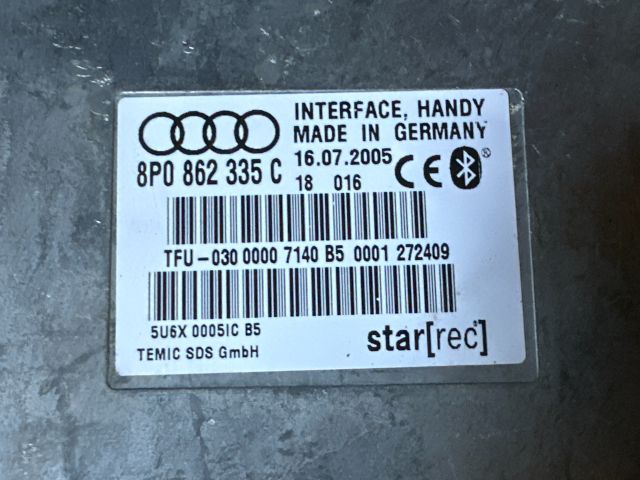 INTERFACE, HANDY
MADE IN GERMANY
8P0 862 335 C
16.07.2005
18 016
CE
TFU-030 0000 7140 B5 0001 272409
5U6X 0005IC B5
TEMIC SDS GmbH
star[rec]